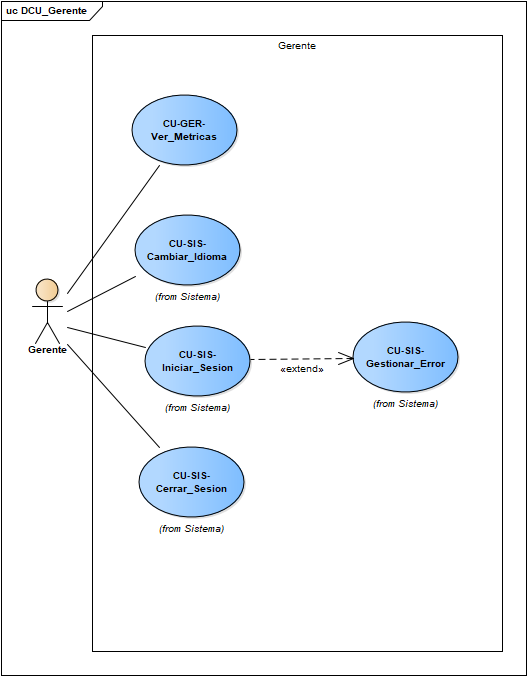 uc DCU_Gerente
Gerente
CU-GER-
Ver_Metricas
CU-SIS-
Cambiar_Idioma
(from Sistema)
Gerente
CU-SIS-
Iniciar_Sesion
(from Sistema)
«extend»
CU-SIS-
Gestionar_Error
(from Sistema)
CU-SIS-
Cerrar_Sesion
(from Sistema)